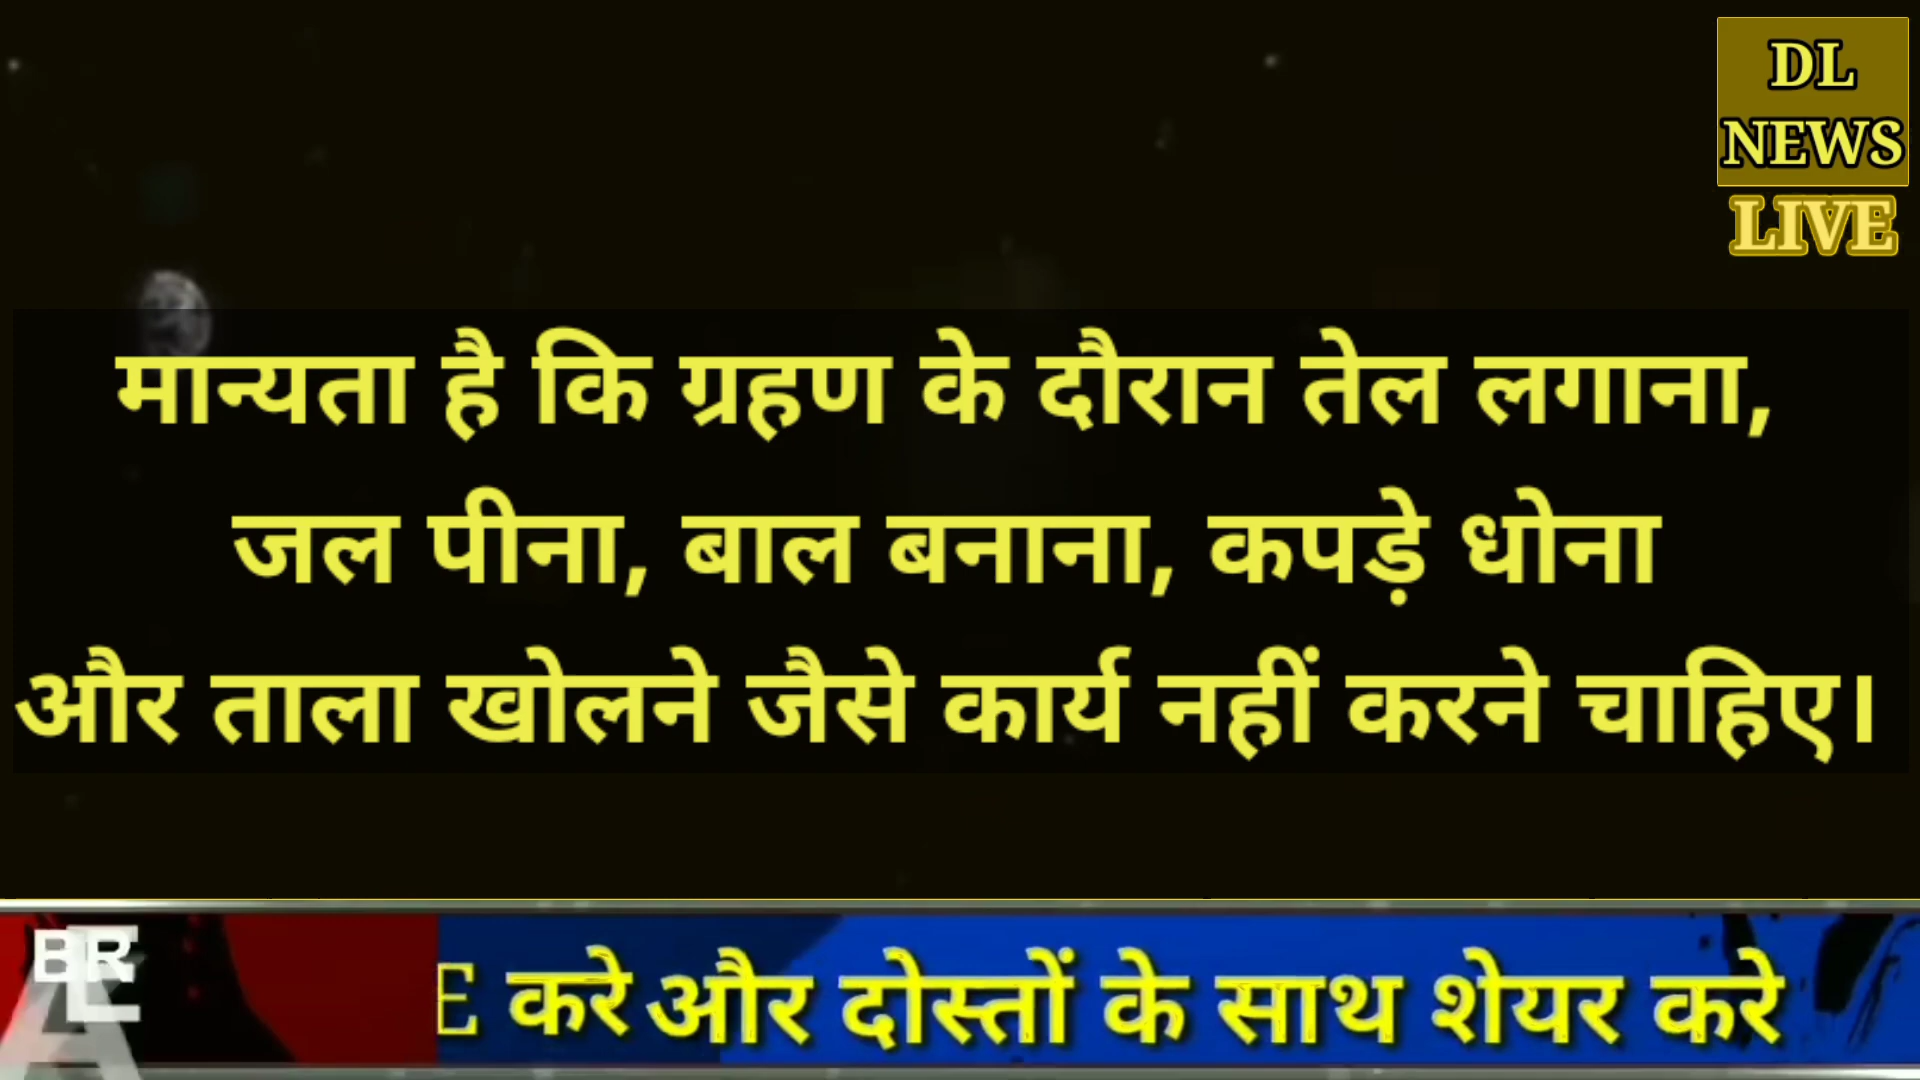 DL
NEWS
LIVE
मान्यता है कि ग्रहण के दौरान तेल लगाना,
जल पीना, बाल बनाना, कपड़े धोना
और ताला खोलने जैसे कार्य नहीं करने चाहिए।
करे और दोस्तों के साथ शेयर करे